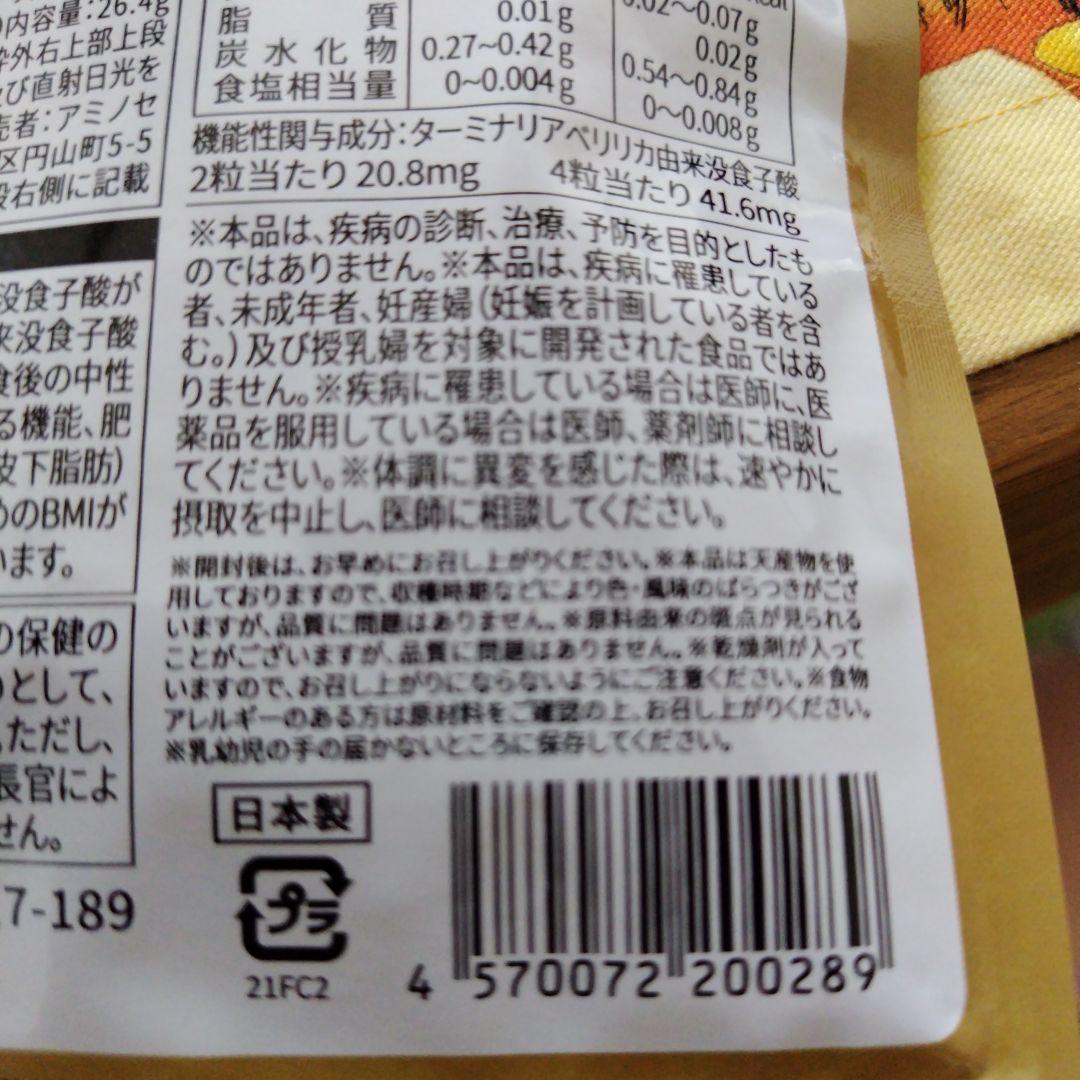 内容量:26.4g
枠外右上部上段
及び直射日光を
売者:アミノセ
区円山町5-5
段右側に記載
没食子酸が
来没食子酸
食後の中性
る機能、肥
皮下脂肪)
めのBMIが
います。
の保健の
として、
ただし、
長官によ
せん。
7-189
脂質 0.01g 0.02~0.07g
炭水化物 0.27~0.42g 0.02g
食塩相当量 0~0.004g 0.54~0.84g
0~0.008g
機能性関与成分:ターミナリアベリリカ由来没食子酸
2粒当たり 20.8mg 4粒当たり 41.6mg
※本品は、疾病の診断、治療、予防を目的としたも
のではありません。※本品は、疾病に罹患している
者、未成年者、妊産婦(妊娠を計画している者を含
む。)及び授乳婦を対象に開発された食品ではあ
りません。※疾病に罹患している場合は医師に、医
薬品を服用している場合は医師、薬剤師に相談し
てください。※体調に異変を感じた際は、速やかに
摂取を中止し、医師に相談してください。
※開封後は、お早めにお召し上がりください。※本品は天産物を使
用しておりますので、収穫時期などにより色・風味のばらつきがござ
いますが、品質に問題はありません。※原料由来の斑点が見られる
ことがございますが、品質に問題はありません。※乾燥剤が入って
いますので、お召し上がりにならないようにご注意ください。※食物
アレルギーのある方は原材料をご確認の上、お召し上がりください。
※乳幼児の手の届かないところに保存してください。
日本製
プラ
21FC2
4 570072 200289